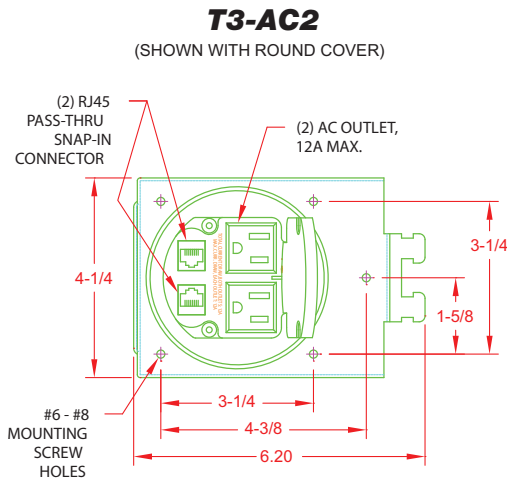 T3-AC2
(SHOWN WITH ROUND COVER)
(2) RJ45
PASS-THRU
SNAP-IN
CONNECTOR
(2) AC OUTLET,
12A MAX.
4-1/4
3-1/4
1-5/8
3-1/4
4-3/8
6.20
#6 - #8
MOUNTING
SCREW
HOLES